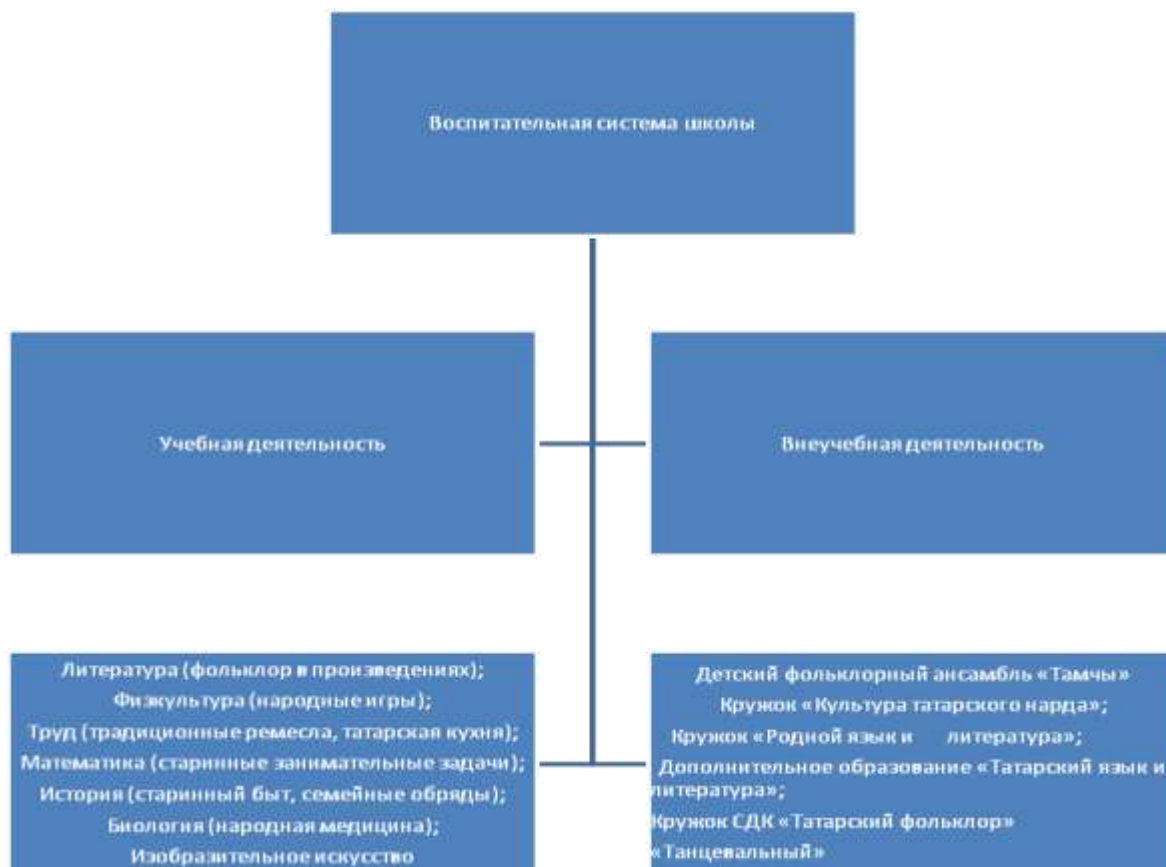 Воспитательная система школы
Учебная деятельность
Внеучебная деятельность
Литература (фольклор в произведениях);
Физкультура (народные игры);
Труд (традиционные ремесла, татарская кухня);
Математика (старинные занимательные задачи);
История (старинный быт, семейные обряды);
Биология (народная медицина);
Изобразительное искусство
Детский фольклорный ансамбль «Тамчы»
Кружок «Культура татарского нарда»;
Кружок «Родной язык и литература»;
Дополнительное образование «Татарский язык и
литература»;
Кружок СДК «Татарский фольклор»
«Танцевальный»